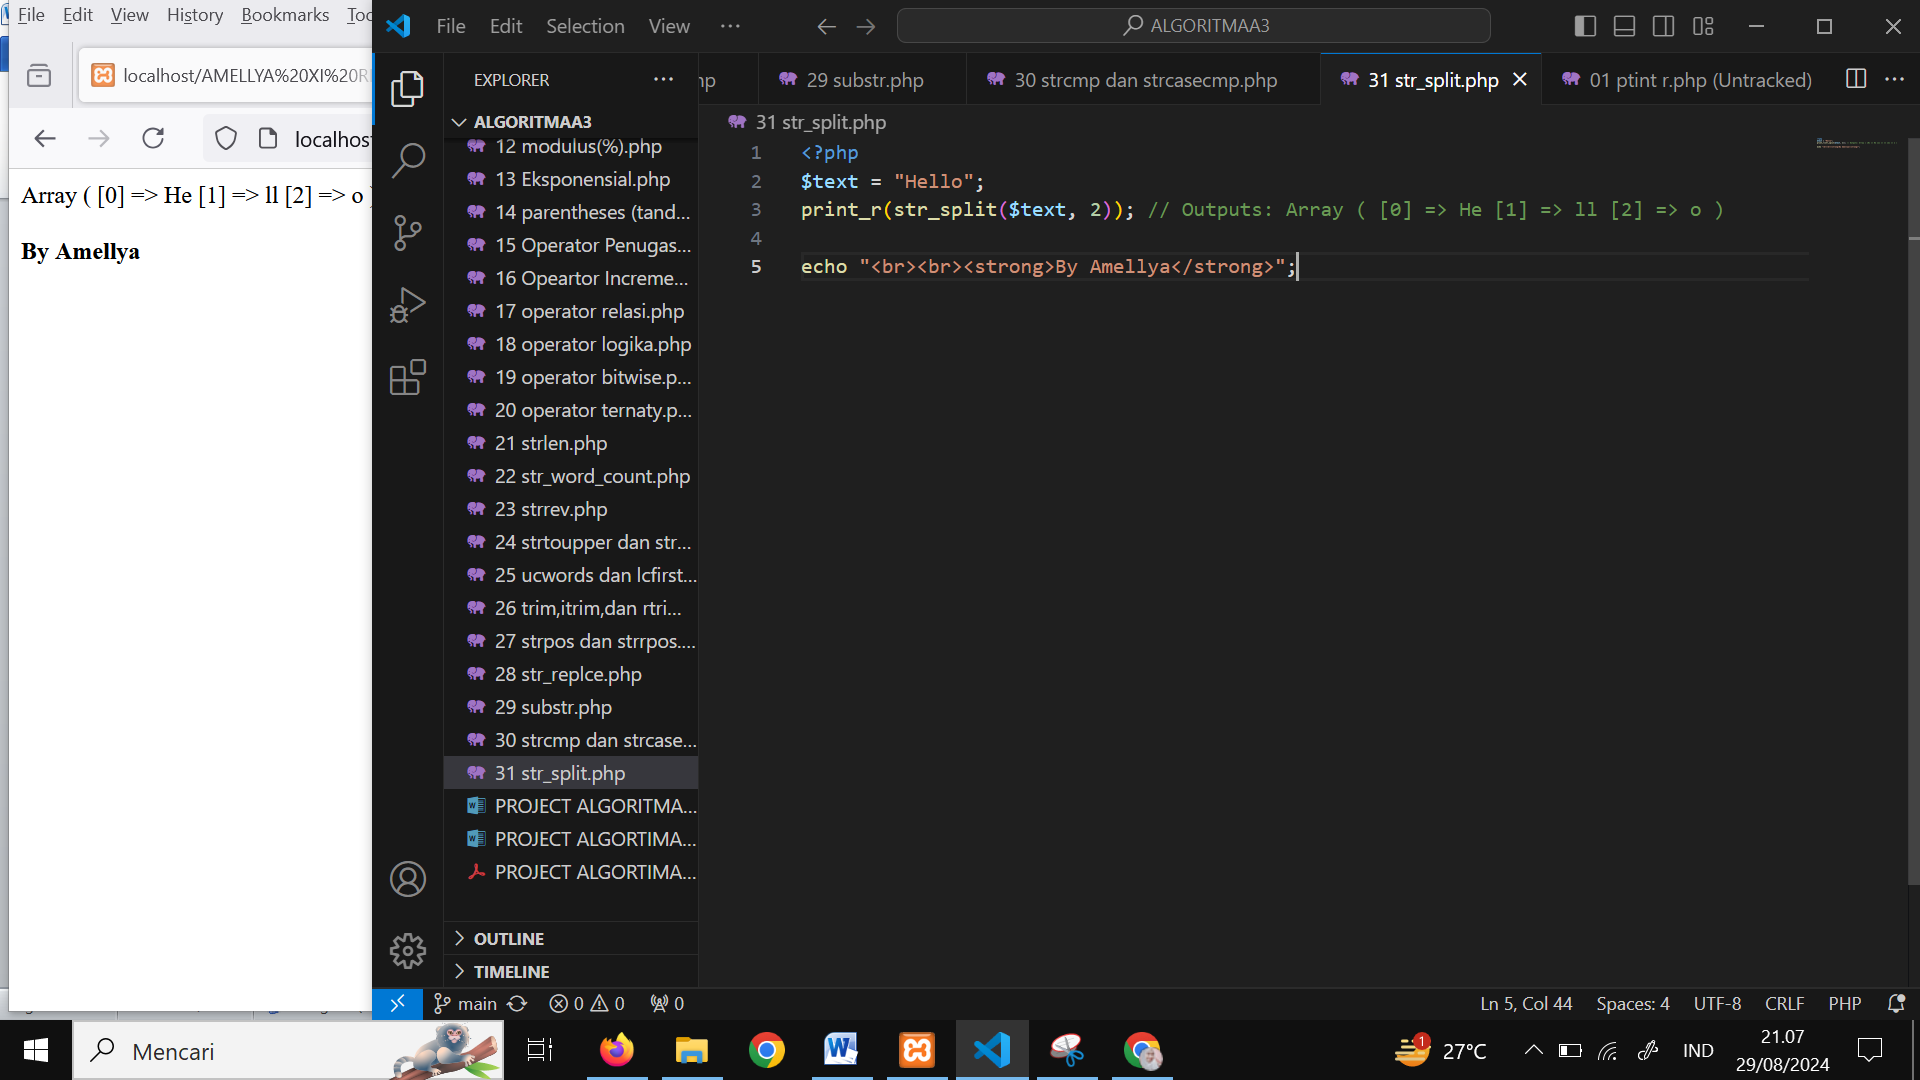 File Edit View History Bookmarks
localhost/AMELLYA%20XI%20R
Array ( [0] => He [1] => ll [2] => o )
By Amellya
File Edit Selection View ···
ALGORITMAA3
EXPLORER ···
ALGORITMAA3
12 modulus(%).php
13 Eksponensial.php
14 parentheses (tand...
15 Operator Penugas...
16 Opeartor Increme...
17 operator relasi.php
18 operator logika.php
19 operator bitwise.p...
20 operator ternaty.p...
21 strlen.php
22 str_word_count.php
23 strrev.php
24 strtoupper dan str...
25 ucwords dan lcfirst...
26 trim,itrim,dan rtri...
27 strpos dan strrpos....
28 str_replce.php
29 substr.php
30 strcmp dan strcase...
31 str_split.php
PROJECT ALGORITMA...
PROJECT ALGORTIMA...
PROJECT ALGORTIMA...
OUTLINE
TIMELINE
29 substr.php 30 strcmp dan strcasecmp.php 31 str_split.php 01 ptint r.php (Untracked) ···
31 str_split.php
1 <?php
2 $text = "Hello";
3 print_r(str_split($text, 2)); // Outputs: Array ( [0] => He [1] => ll [2] => o )
4
5 echo "<br><br><strong>By Amellya</strong>";
main 0 0 0 Ln 5, Col 44 Spaces: 4 UTF-8 CRLF PHP
Mencari 1 27°C IND 21.07
29/08/2024